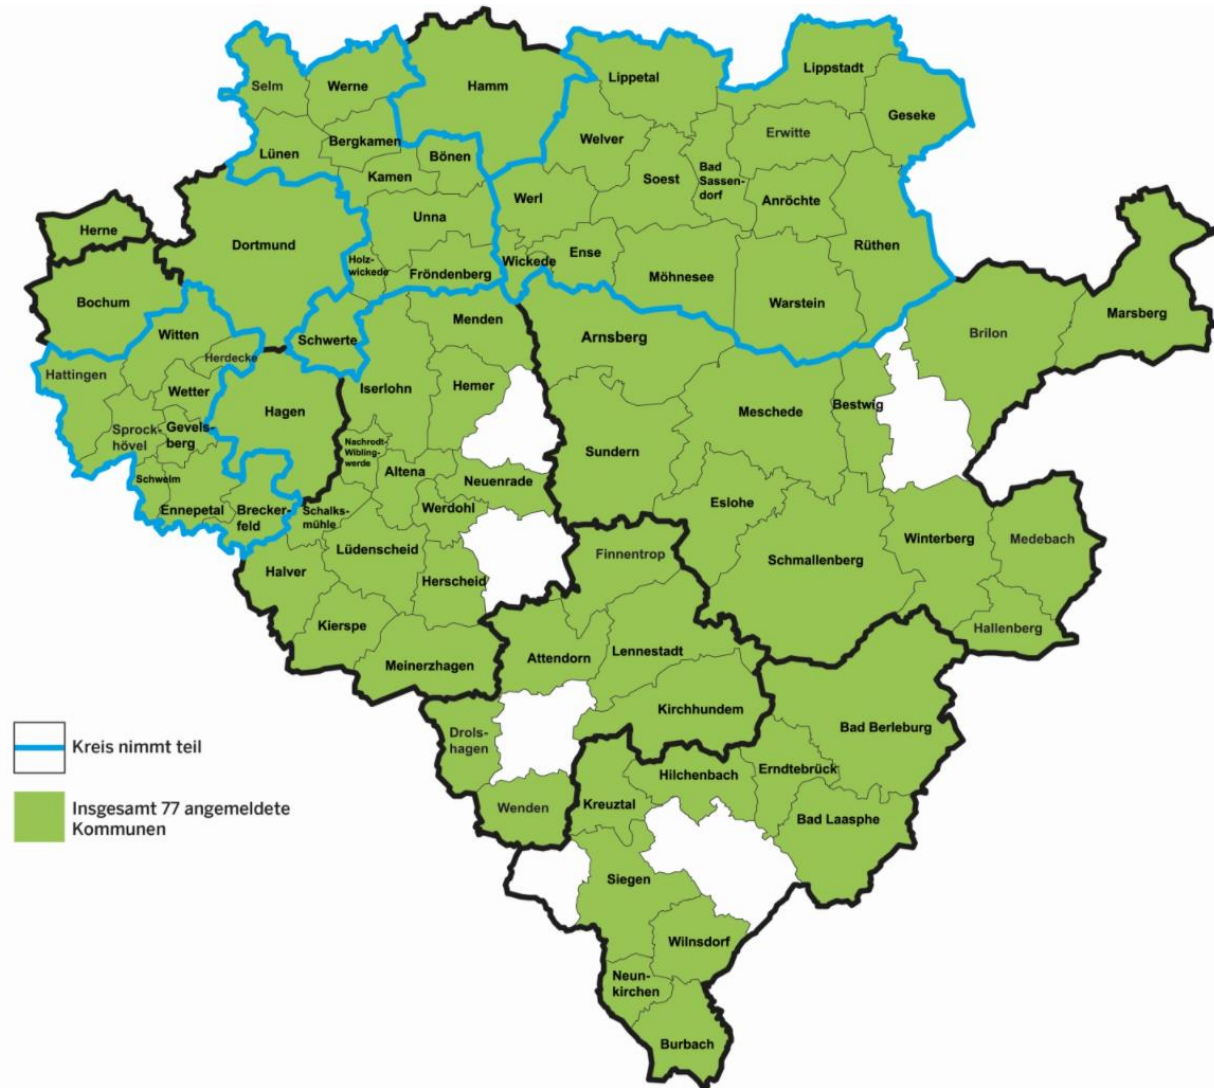 Selm
Werne
Hamm
Lippetal
Lippstadt
Geseke
Lünen
Bergkamen
Bönen
Kamen
Welver
Soest
Bad
Sassen-
dorf
Erwitte
Anröchte
Rüthen
Herne
Dortmund
Unna
Werl
Holz-
wickede
Fröndenberg
Wickede
Ense
Möhnesee
Warstein
Bochum
Witten
Schwerte
Menden
Arnsberg
Brilon
Marsberg
Hattingen
Herdecke
Wetter
Hagen
Iserlohn
Hemer
Meschede
Bestwig
Sprock-
hövel
Gevels-
berg
Nachrodt-
Wibling-
werde
Altena
Neuenrade
Sundern
Eslohe
Schwelm
Ennepetal
Brecker-
feld
Schalks-
mühle
Werdohl
Lüdenscheid
Finnentrop
Schmallenberg
Winterberg
Medebach
Halver
Herscheid
Hallenberg
Kierspe
Meinerzhagen
Attendorn
Lennestadt
Kirchhundem
Bad Berleburg
Drols-
hagen
Hilchenbach
Erndtebrück
Wenden
Kreuztal
Bad Laasphe
Siegen
Wilnsdorf
Neun-
kirchen
Burbach
Kreis nimmt teil
Insgesamt 77 angemeldete
Kommunen